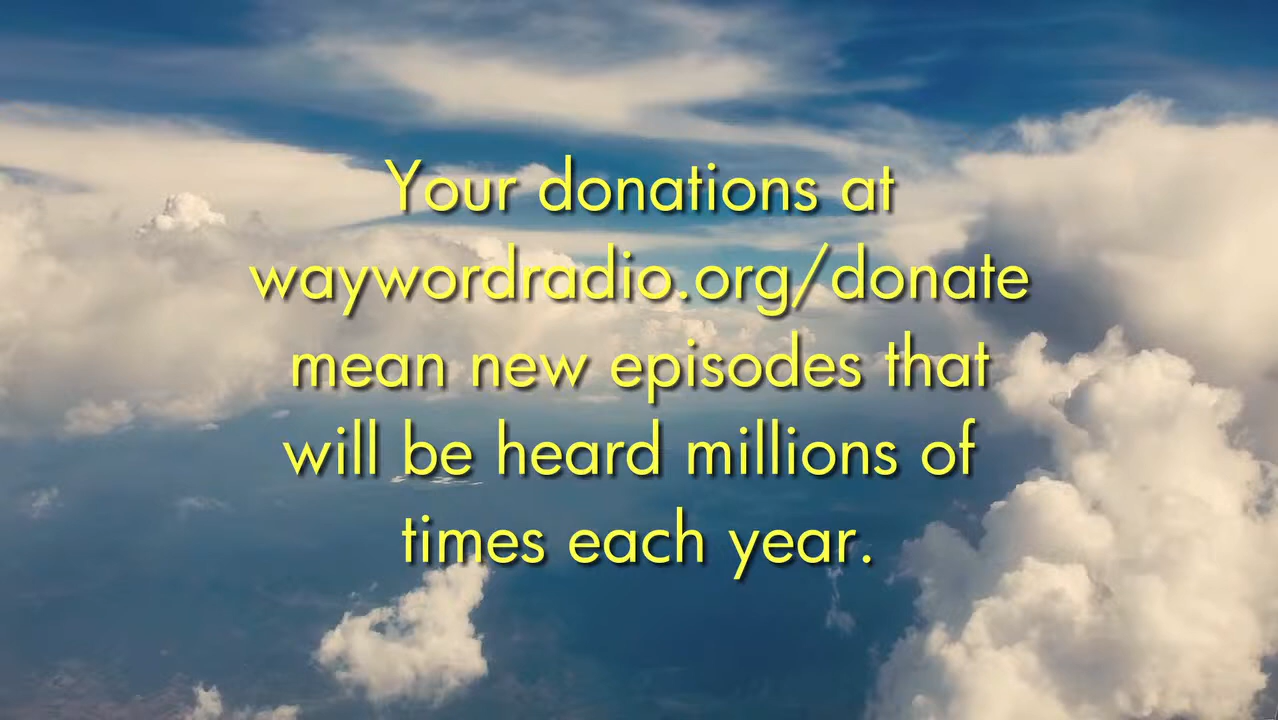 Your donations at
waywordradio.org/donate
mean new episodes that
will be heard millions of
times each year.